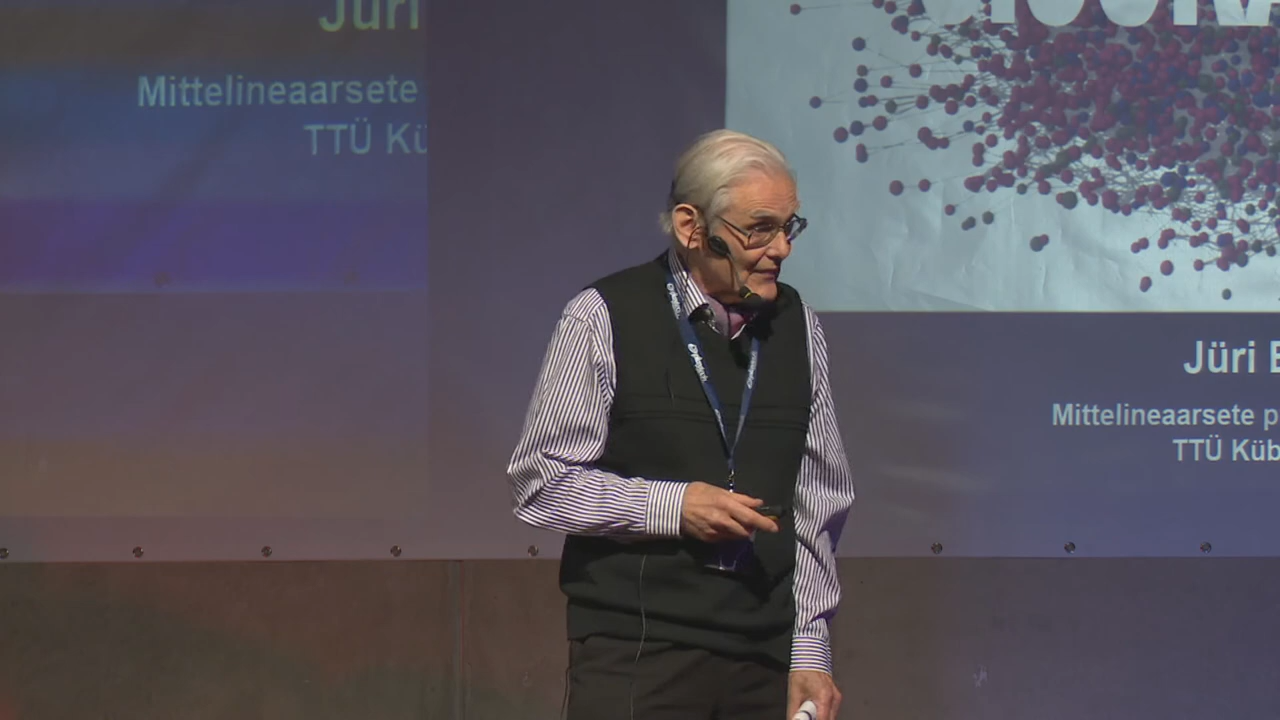 Jüri
Mittelineaarsete
TTÜ Kü
Jüri E
Mittelineaarsete p
TTÜ Küb